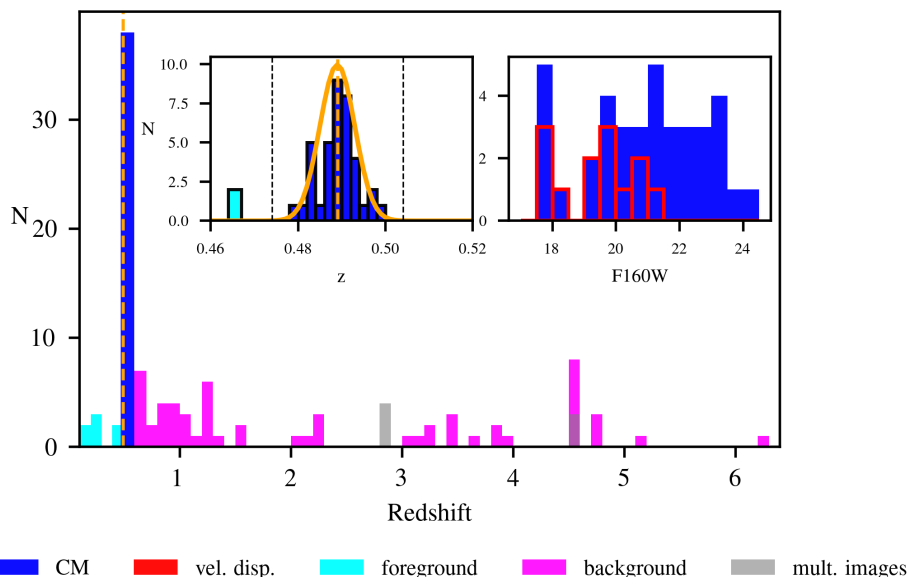 10.0
7.5
5.0
2.5
0.0
N
0.46 0.48 0.50 0.52
z
4
2
0
18 20 22 24
F160W
30
20
10
0
N
1 2 3 4 5 6
Redshift
CM vel. disp. foreground background mult. images